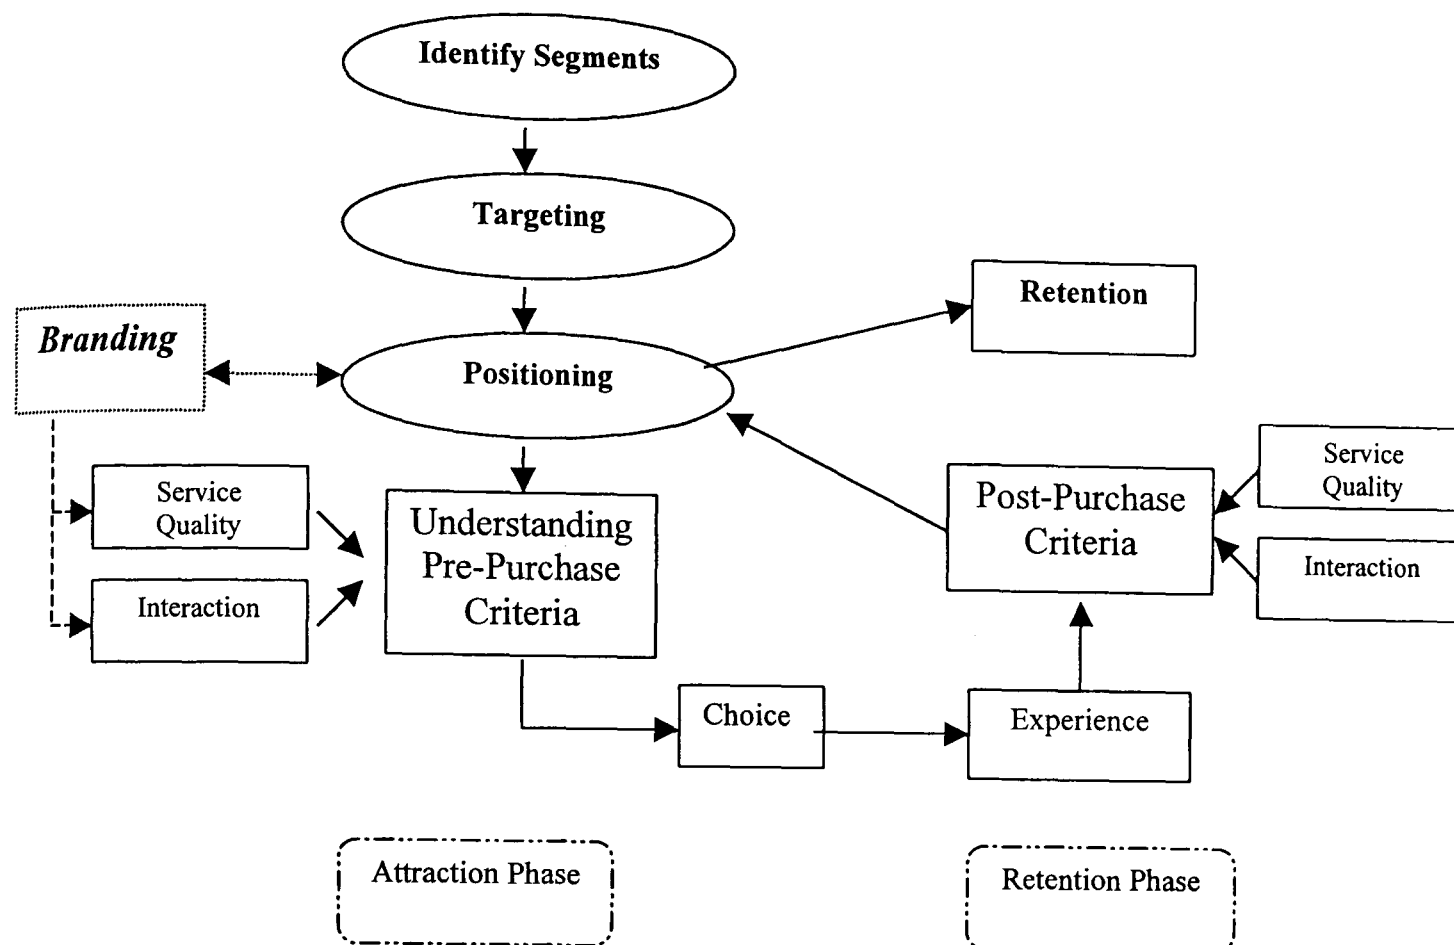 Identify Segments
Targeting
Retention
Branding
Positioning
Service
Quality
Understanding
Pre-Purchase
Criteria
Interaction
Post-Purchase
Criteria
Service
Quality
Interaction
Choice
Experience
Attraction Phase
Retention Phase